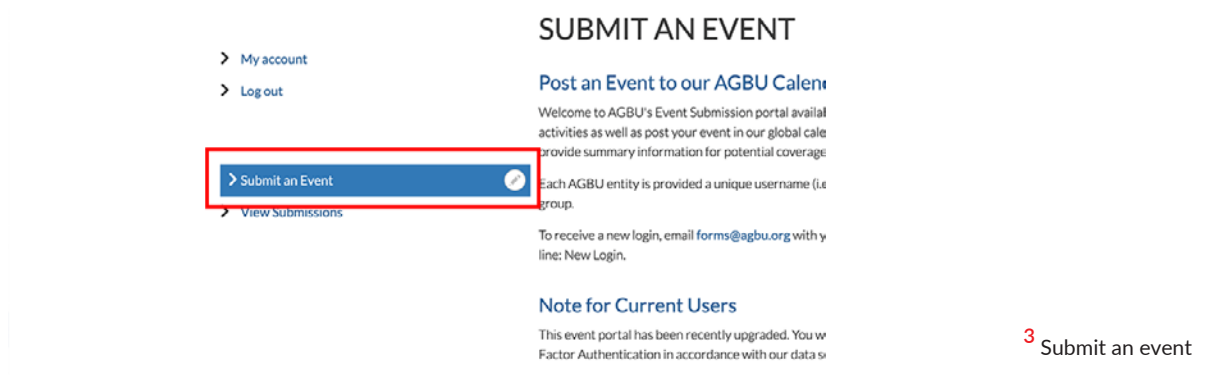 My account
Log out
Submit an Event
View Submissions
SUBMIT AN EVENT
Post an Event to our AGBU
Welcome to AGBU's Event Submission portal
activities as well as post your event in our global
provide summary information for potential coverage
Each AGBU entity is provided a unique username
group.
To receive a new login, email forms@agbu.org with
line: New Login.
Note for Current Users
This event portal has been recently upgraded. You
Factor Authentication in accordance with our data
3 Submit an event